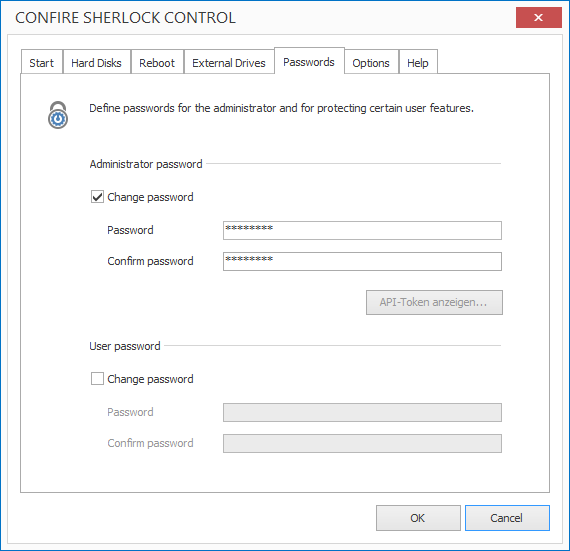 CONFIRE SHERLOCK CONTROL
Start Hard Disks Reboot External Drives Passwords Options Help
Define passwords for the administrator and for protecting certain user features.
Administrator password
Change password
Password ********
Confirm password ********
API-Token anzeigen...
User password
Change password
Password
Confirm password
OK Cancel